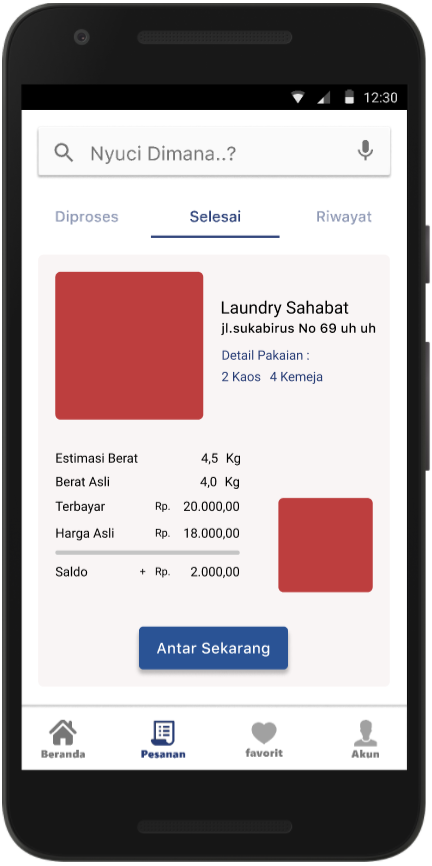 12:30
Nyuci Dimana..?
Diproses Selesai Riwayat
Laundry Sahabat
jl.sukabirus No 69 uh uh
Detail Pakaian :
2 Kaos 4 Kemeja
Estimasi Berat 4,5 Kg
Berat Asli 4,0 Kg
Terbayar Rp. 20.000,00
Harga Asli Rp. 18.000,00
Saldo + Rp. 2.000,00
Antar Sekarang
Beranda Pesanan favorit Akun